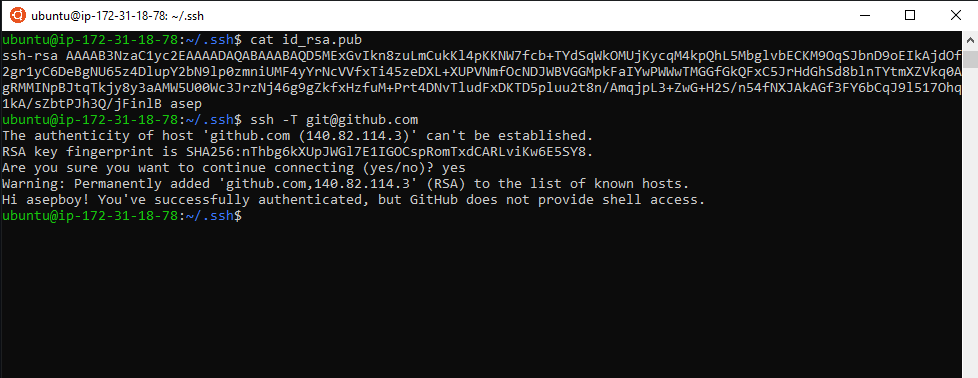 ubuntu@ip-172-31-18-78: ~/.ssh
ubuntu@ip-172-31-18-78:~/.ssh$ cat id_rsa.pub
ssh-rsa AAAAB3NzaC1yc2EAAAADAQABAAABAQD5MExGvIkn8zuLmCukKl4pKKNW7fcb+TYdSqWkOMUjKycqM4kpQhL5MbglvbECKM9OqSJbnD9oEIkAjdOf
2gr1yC6DeBgNU65z4DlupY2bN9lp0zmniUMF4yYrNcVVfxTi45zeDXL+XUPVNmfOcNDJWBVGGMpkFaIYwPWWwTMGGfGkQFxC5JrHdGhSd8blnTYtmXZVkq0A
gRMMINpBJtqTkjy8y3aAMW5U00Wc3JrzNj46g9gZkfxHzfuM+Prt4DNvTludFxDKTD5pluu2t8n/AmqjpL3+ZwG+H2S/n54fNXJAkAGf3FY6bCqJ9l517Ohq
1kA/sZbtPJh3Q/jFinlB asep
ubuntu@ip-172-31-18-78:~/.ssh$ ssh -T git@github.com
The authenticity of host 'github.com (140.82.114.3)' can't be established.
RSA key fingerprint is SHA256:nThbg6kXUpJWGl7E1IGOCspRomTxdCARLviKw6E5SY8.
Are you sure you want to continue connecting (yes/no)? yes
Warning: Permanently added 'github.com,140.82.114.3' (RSA) to the list of known hosts.
Hi asepboy! You've successfully authenticated, but GitHub does not provide shell access.
ubuntu@ip-172-31-18-78:~/.ssh$